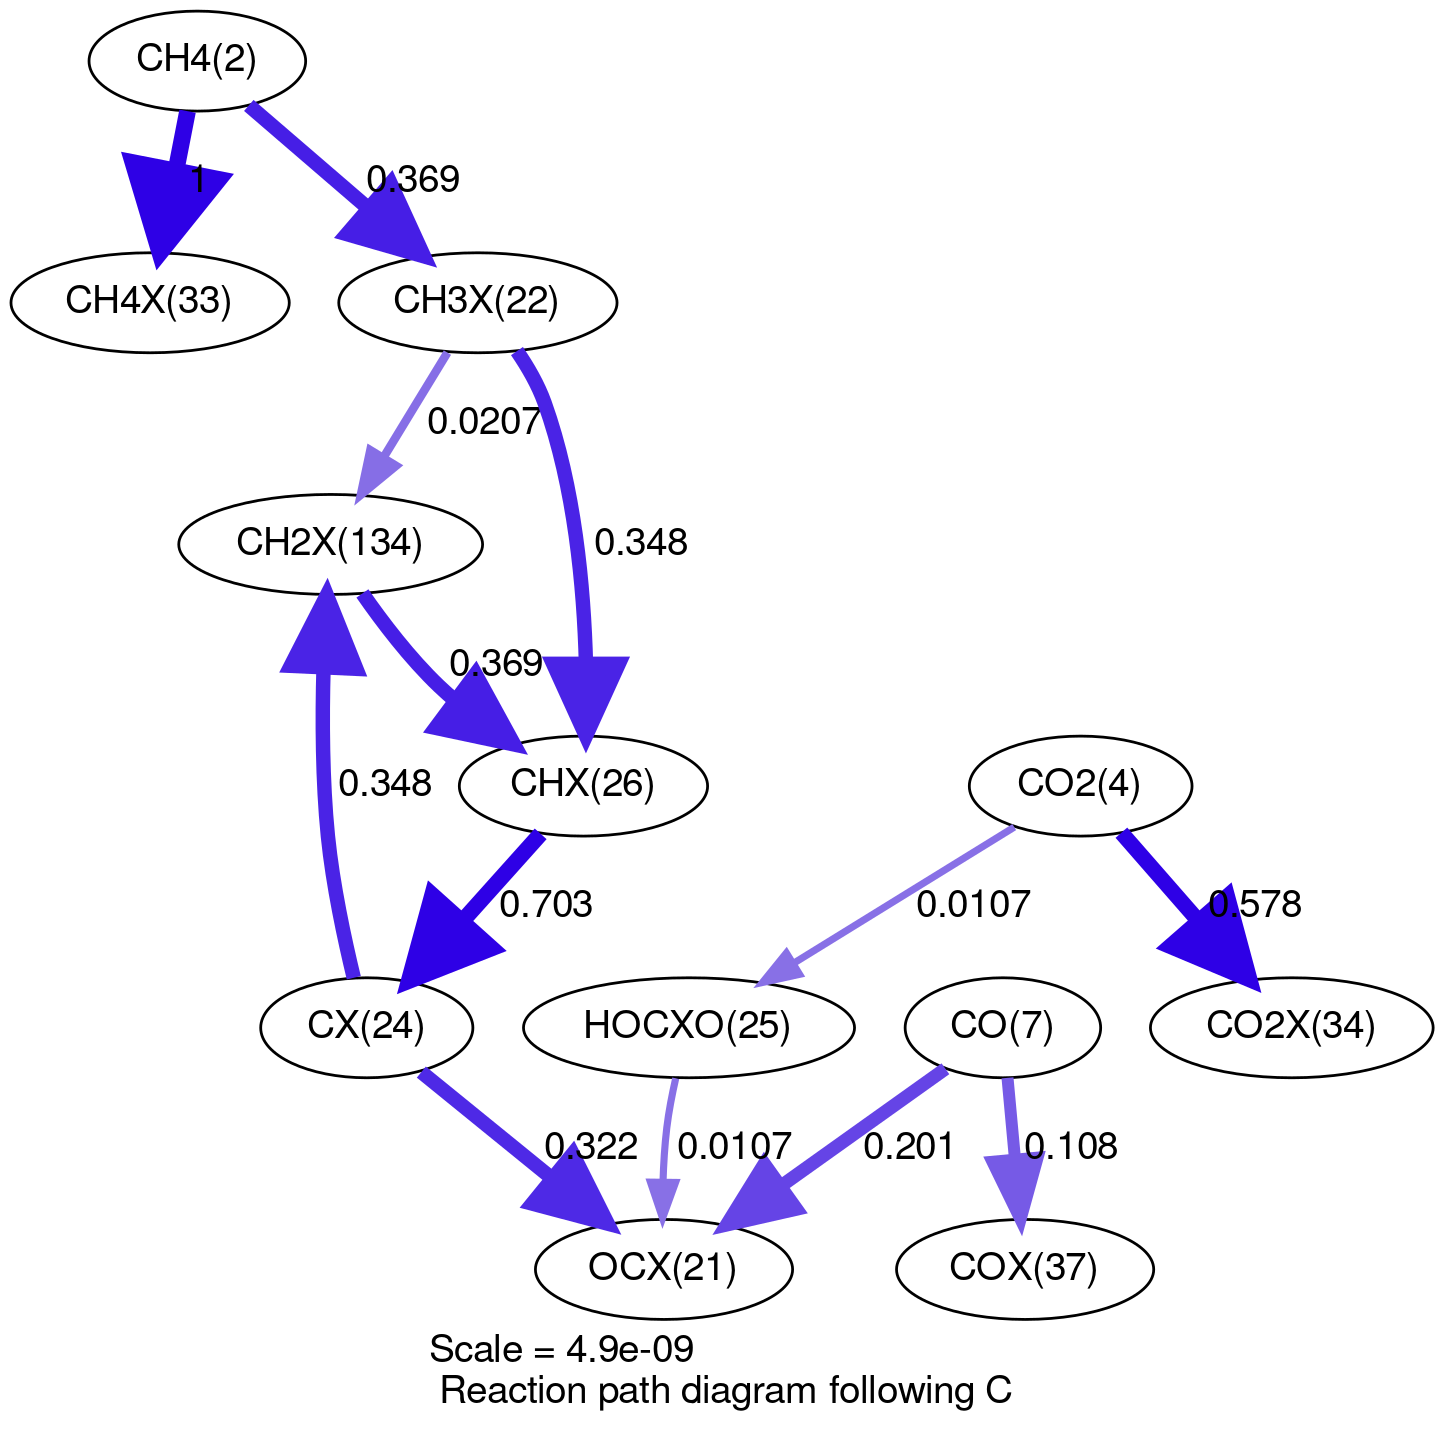 CH4(2)
1
0.369
CH4X(33)
CH3X(22)
0.0207
CH2X(134)
0.348
0.369
0.348
CHX(26)
CO2(4)
0.703
0.0107
0.578
CX(24)
HOCXO(25)
CO(7)
CO2X(34)
0.322
0.0107
0.201
0.108
OCX(21)
COX(37)
Scale = 4.9e-09
Reaction path diagram following C